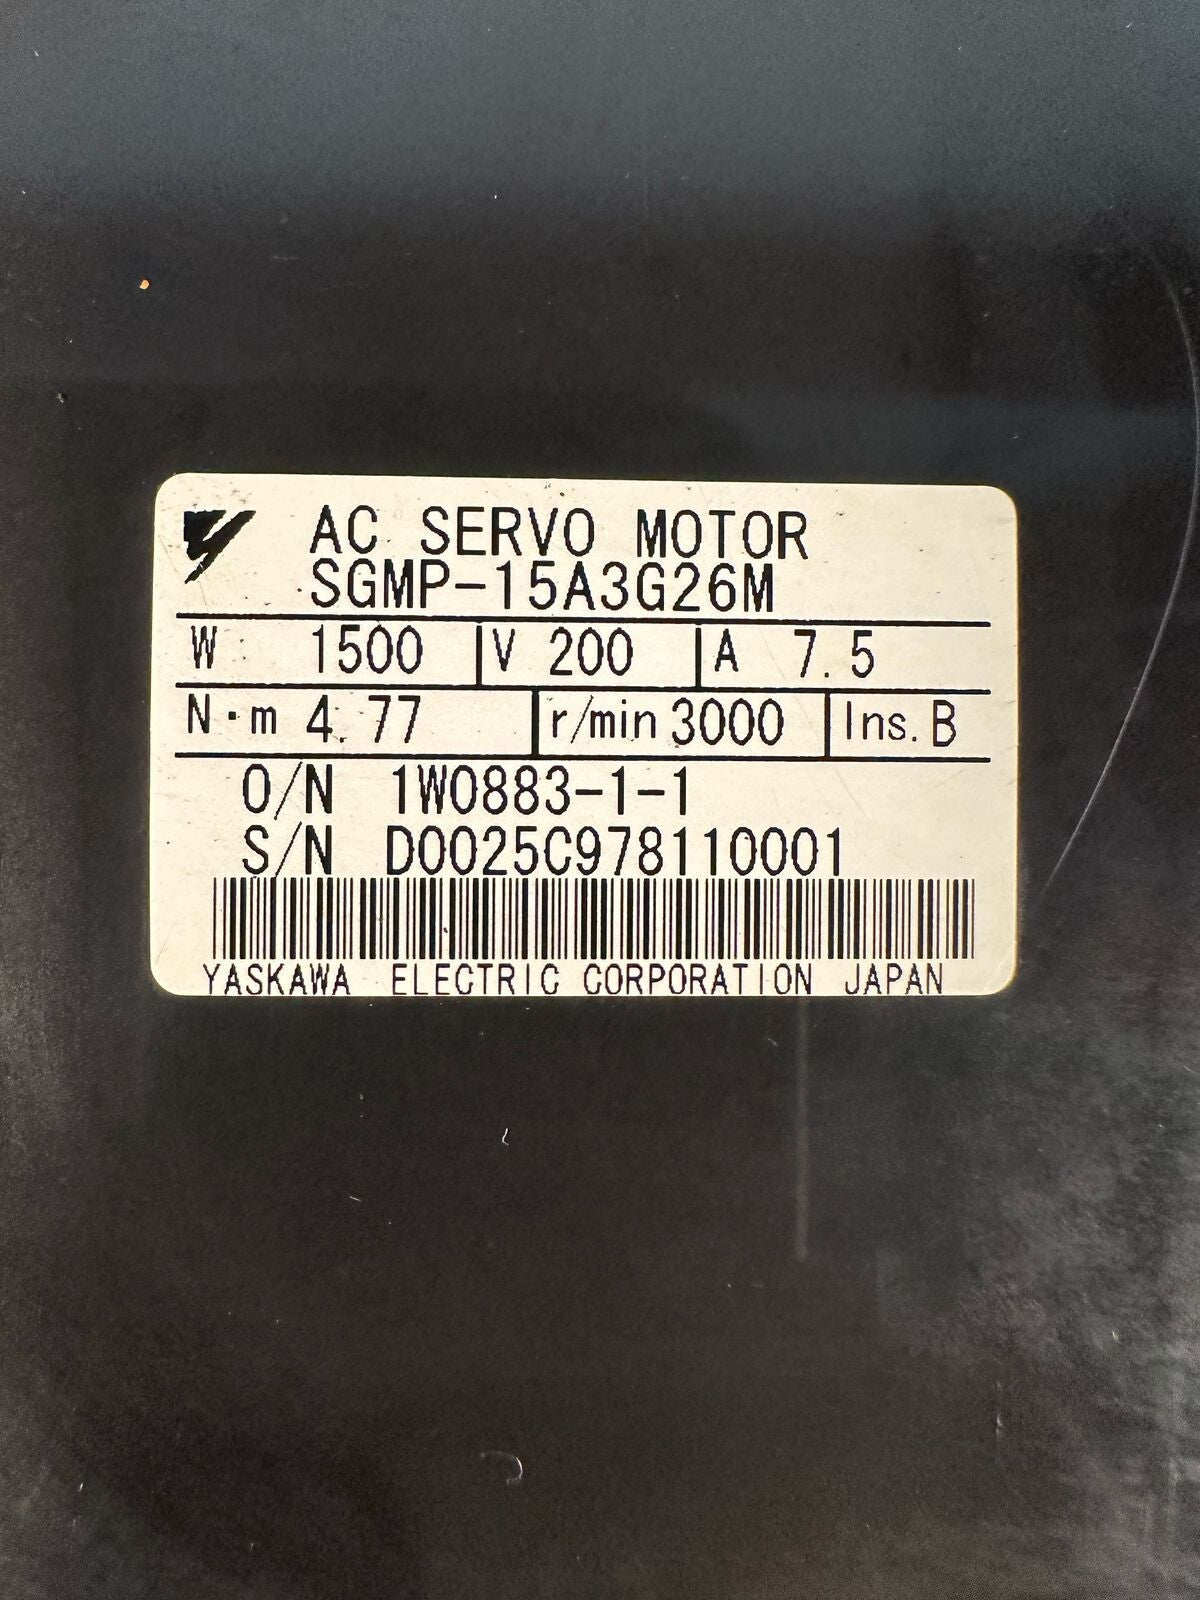 AC SERVO MOTOR
SGMP-15A3G26M
W 1500 V 200 A 7.5
N·m 4.77 r/min 3000 Ins. B
O/N 1W0883-1-1
S/N D0025C978110001
YASKAWA ELECTRIC CORPORATION JAPAN